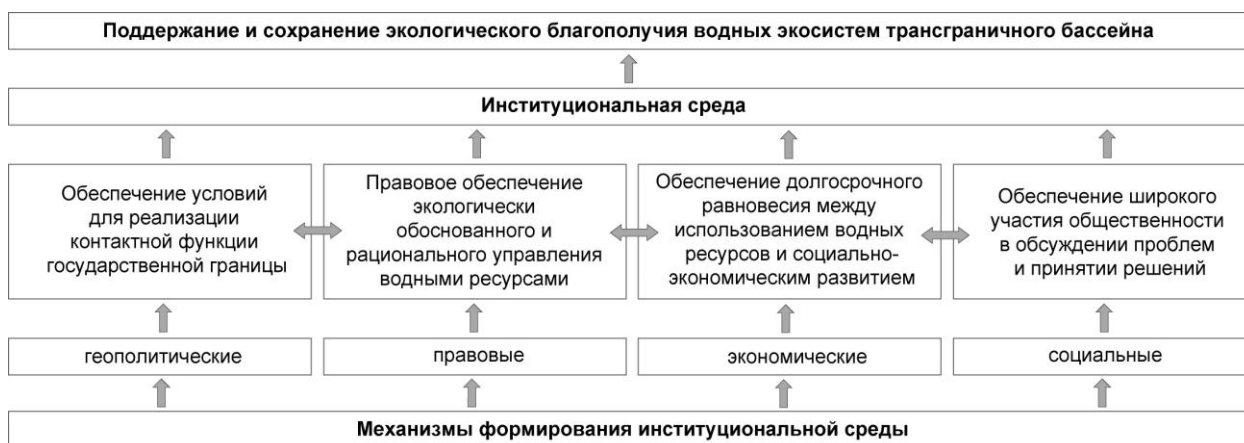 Поддержание и сохранение экологического благополучия водных экосистем трансграничного бассейна
Институциональная среда
Обеспечение условий
для реализации
контактной функции
государственной границы
Правовое обеспечение
экологически
обоснованного и
рационального управления
водными ресурсами
Обеспечение долгосрочного
равновесия между
использованием водных
ресурсов и социально-
экономическим развитием
Обеспечение широкого
участия общественности
в обсуждении проблем
и принятии решений
геополитические
правовые
экономические
социальные
Механизмы формирования институциональной среды